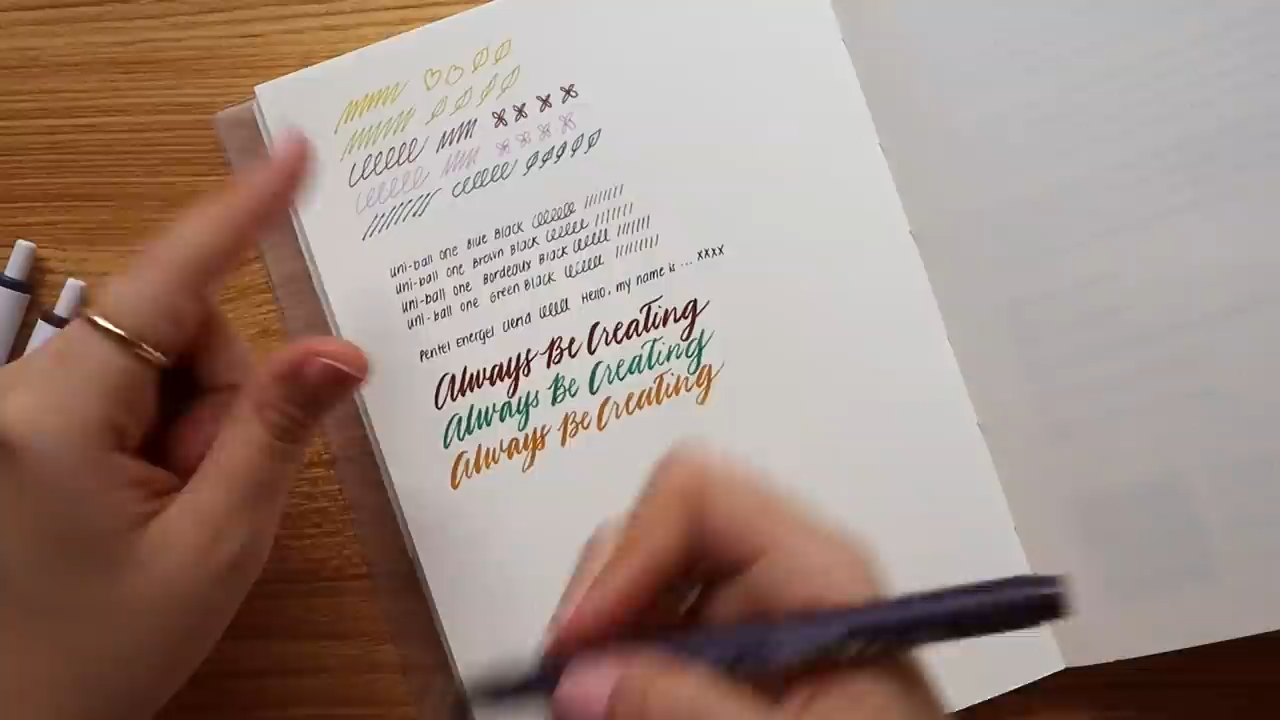 uni-ball one Blue Black
uni-ball one Brown Black
uni-ball one Bordeaux Black
uni-ball one Green Black
Pentel Energel Uena Hello, my name is ... xxxx
Always Be Creating
Always Be Creating
Always Be Creating